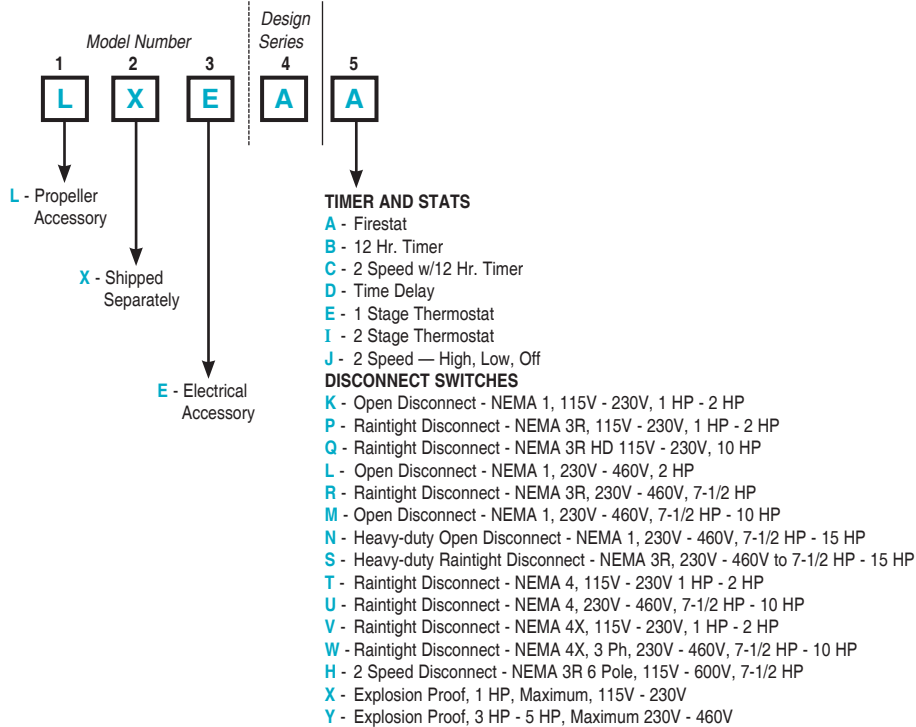 Design
Model Number Series
1 2 3 4 5
L X E A A
L - Propeller
Accessory
X - Shipped
Separately
E - Electrical
Accessory
TIMER AND STATS
A - Firestat
B - 12 Hr. Timer
C - 2 Speed w/12 Hr. Timer
D - Time Delay
E - 1 Stage Thermostat
I - 2 Stage Thermostat
J - 2 Speed — High, Low, Off
DISCONNECT SWITCHES
K - Open Disconnect - NEMA 1, 115V - 230V, 1 HP - 2 HP
P - Raintight Disconnect - NEMA 3R, 115V - 230V, 1 HP - 2 HP
Q - Raintight Disconnect - NEMA 3R HD 115V - 230V, 10 HP
L - Open Disconnect - NEMA 1, 230V - 460V, 2 HP
R - Raintight Disconnect - NEMA 3R, 230V - 460V, 7-1/2 HP
M - Open Disconnect - NEMA 1, 230V - 460V, 7-1/2 HP - 10 HP
N - Heavy-duty Open Disconnect - NEMA 1, 230V - 460V, 7-1/2 HP - 15 HP
S - Heavy-duty Raintight Disconnect - NEMA 3R, 230V - 460V to 7-1/2 HP - 15 HP
T - Raintight Disconnect - NEMA 4, 115V - 230V 1 HP - 2 HP
U - Raintight Disconnect - NEMA 4, 230V - 460V, 7-1/2 HP - 10 HP
V - Raintight Disconnect - NEMA 4X, 115V - 230V, 1 HP - 2 HP
W - Raintight Disconnect - NEMA 4X, 3 Ph, 230V - 460V, 7-1/2 HP - 10 HP
H - 2 Speed Disconnect - NEMA 3R 6 Pole, 115V - 600V, 7-1/2 HP
X - Explosion Proof, 1 HP, Maximum, 115V - 230V
Y - Explosion Proof, 3 HP - 5 HP, Maximum 230V - 460V